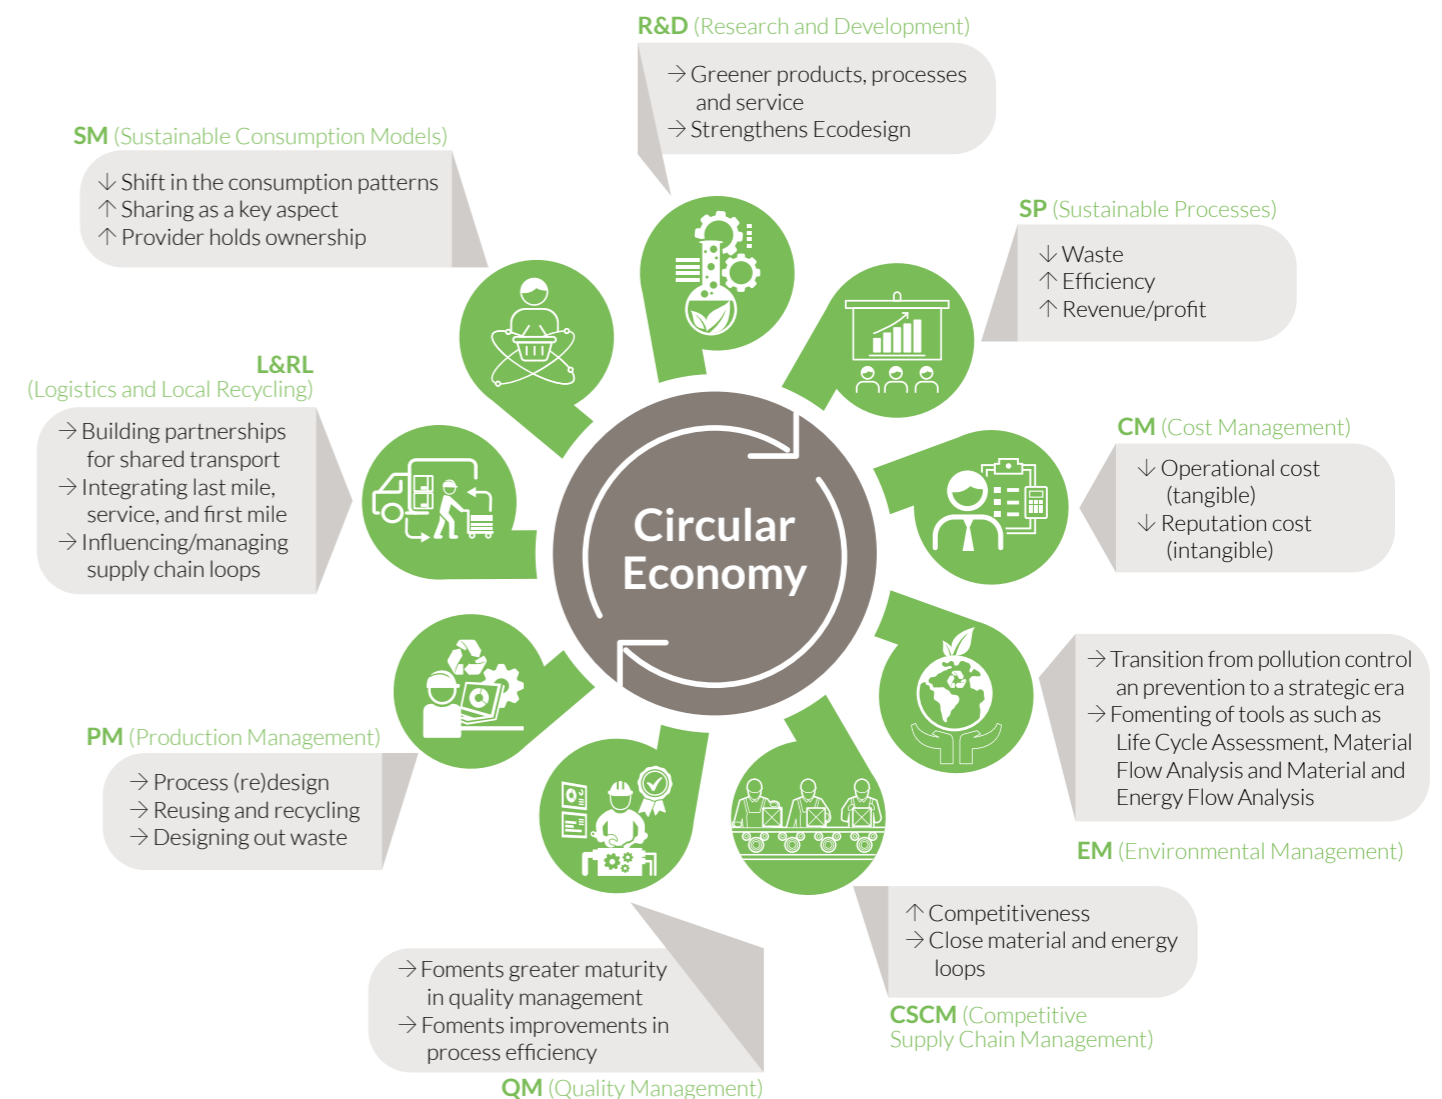 R&D (Research and Development)
→ Greener products, processes
and service
→ Strengthens Ecodesign
SM (Sustainable Consumption Models)
↓ Shift in the consumption patterns
↑ Sharing as a key aspect
↑ Provider holds ownership
SP (Sustainable Processes)
↓ Waste
↑ Efficiency
↑ Revenue/profit
L&RL
(Logistics and Local Recycling)
→ Building partnerships
for shared transport
→ Integrating last mile,
service, and first mile
→ Influencing/managing
supply chain loops
CM (Cost Management)
↓ Operational cost
(tangible)
↓ Reputation cost
(intangible)
Circular
Economy
→ Transition from pollution control
an prevention to a strategic era
→ Fomenting of tools as such as
Life Cycle Assessment, Material
Flow Analysis and Material and
Energy Flow Analysis
EM (Environmental Management)
PM (Production Management)
→ Process (re)design
→ Reusing and recycling
→ Designing out waste
↑ Competitiveness
→ Close material and energy
loops
CSCM (Competitive
Supply Chain Management)
→ Foments greater maturity
in quality management
→ Foments improvements in
process efficiency
QM (Quality Management)